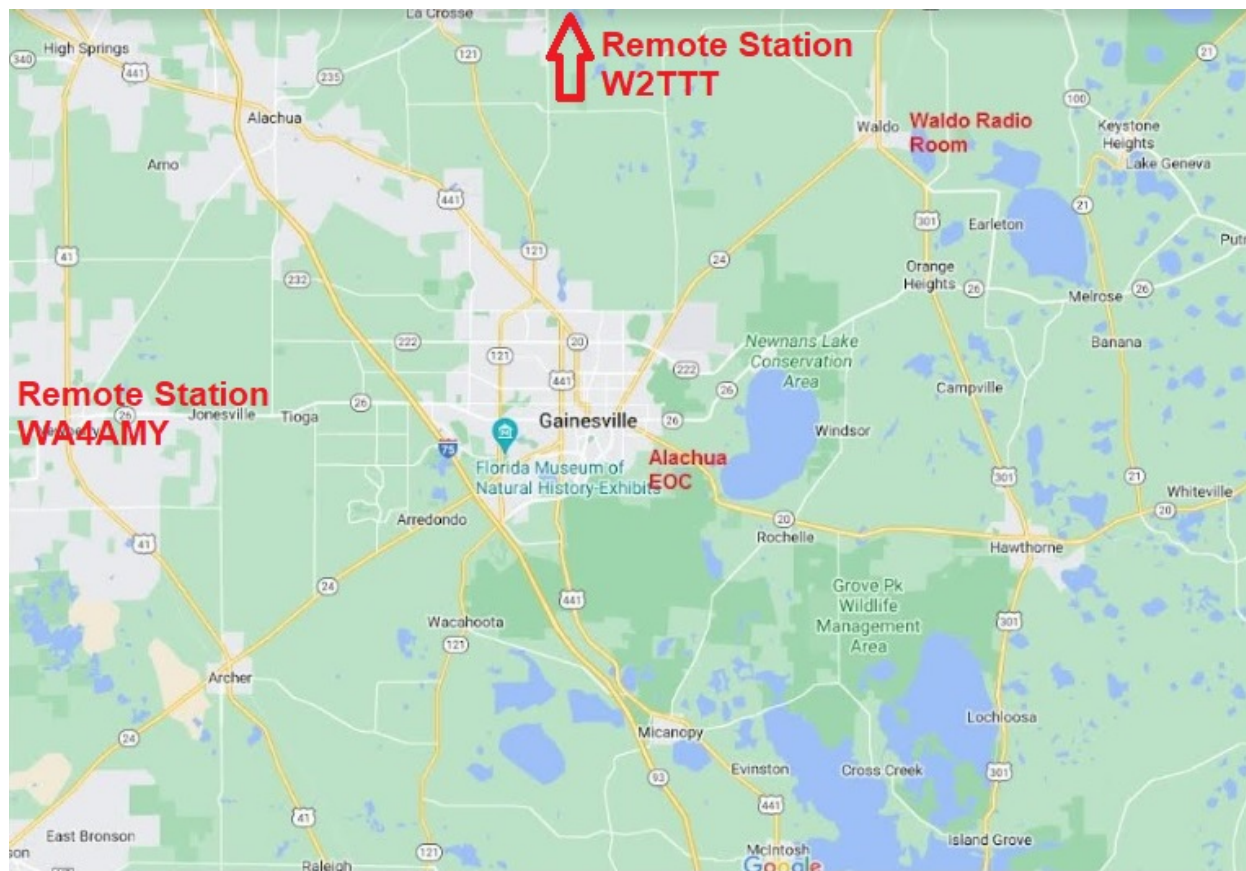 La Crosse
High Springs
340
441
121
Remote Station
W2TTT
21
235
100
Alachua
Waldo
Waldo Radio
Room
Keystone
Heights
Lake Geneva
Arno
441
21
301
Earleton
41
121
24
Putn
232
Orange
Heights
26
Melrose
26
222
121
20
441
222
Newnans Lake
Conservation
Area
Banana
Remote Station
WA4AMY
26
Jonesville
Tioga
26
26
Campville
Gainesville
26
Windsor
75
Florida Museum of
Natural History-Exhibits
Alachua
EOC
301
21
Whiteville
20
Arredondo
20
Rochelle
Hawthorne
41
24
441
Grove Pk
Wildlife
Management
Area
301
Wacahoota
121
Archer
Lochloosa
Micanopy
24
93
Evinston
Cross Creek
301
441
41
East Bronson
121
McIntosh
Island Grove
Raleigh
Google